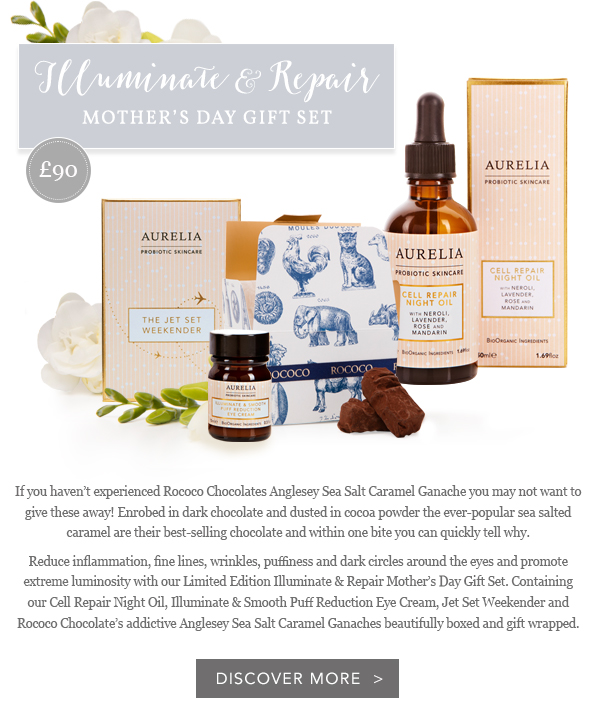 Illuminate & Repair
MOTHER'S DAY GIFT SET
£90
AURELIA
PROBIOTIC SKINCARE
THE JET SET
WEEKENDER
MOULES
ROCOCO
AURELIA
PROBIOTIC SKINCARE
ILLUMINATE & SMOOTH
PUFF REDUCTION
EYE CREAM
AURELIA
PROBIOTIC SKINCARE
CELL REPAIR
NIGHT OIL
WITH NEROLI,
LAVENDER,
ROSE AND
MANDARIN
BIOORGANIC INGREDIENTS
AURELIA
PROBIOTIC SKINCARE
CELL REPAIR
NIGHT OIL
WITH NEROLI,
LAVENDER,
ROSE AND
MANDARIN
BIOORGANIC INGREDIENTS
50ml e 1.69floz
If you haven't experienced Rococo Chocolates Anglesey Sea Salt Caramel Ganache you may not want to
give these away! Enrobed in dark chocolate and dusted in cocoa powder the ever-popular sea salted
caramel are their best-selling chocolate and within one bite you can quickly tell why.
Reduce inflammation, fine lines, wrinkles, puffiness and dark circles around the eyes and promote
extreme luminosity with our Limited Edition Illuminate & Repair Mother's Day Gift Set. Containing
our Cell Repair Night Oil, Illuminate & Smooth Puff Reduction Eye Cream, Jet Set Weekender and
Rococo Chocolate's addictive Anglesey Sea Salt Caramel Ganaches beautifully boxed and gift wrapped.
DISCOVER MORE >